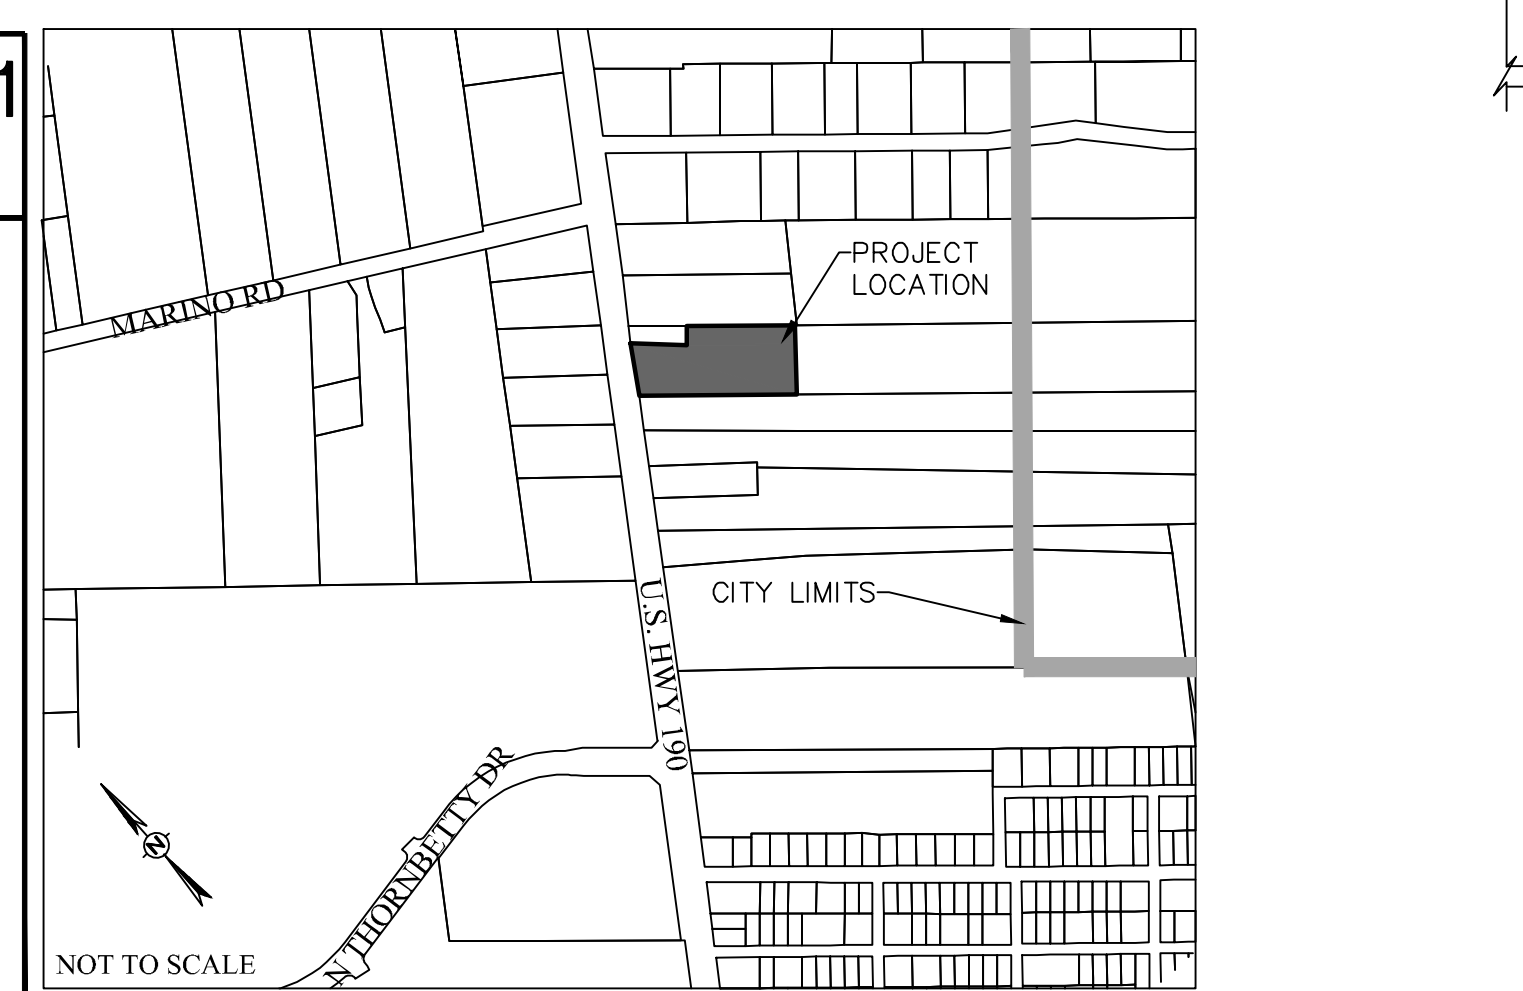 1
PROJECT
LOCATION
MARINO RD
CITY LIMITS
U.S. HWY 190
N THORNBETTY DR
N
NOT TO SCALE